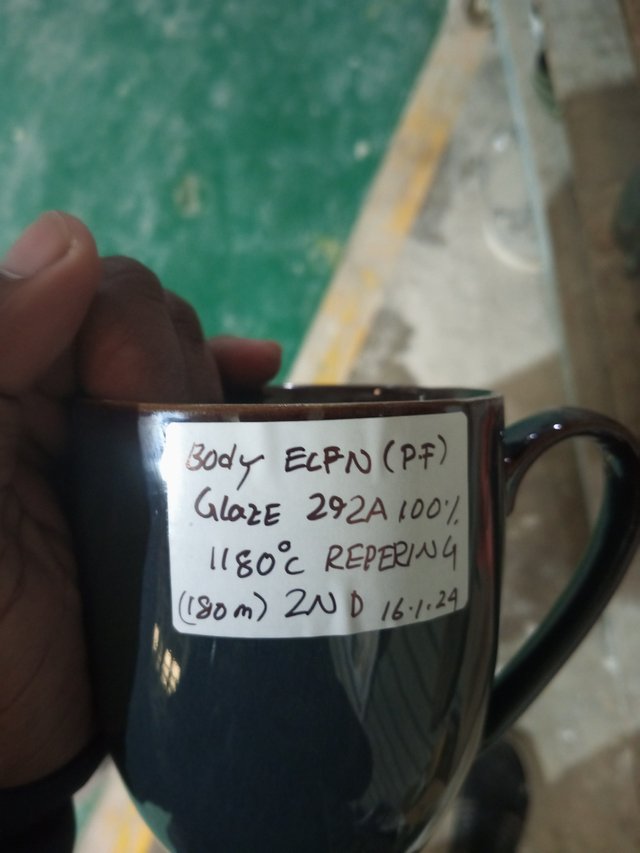 Body ECFN (P.F)
GlazE 292A 100%
1180°C REPERING
(180m) 2ND 16.1.24